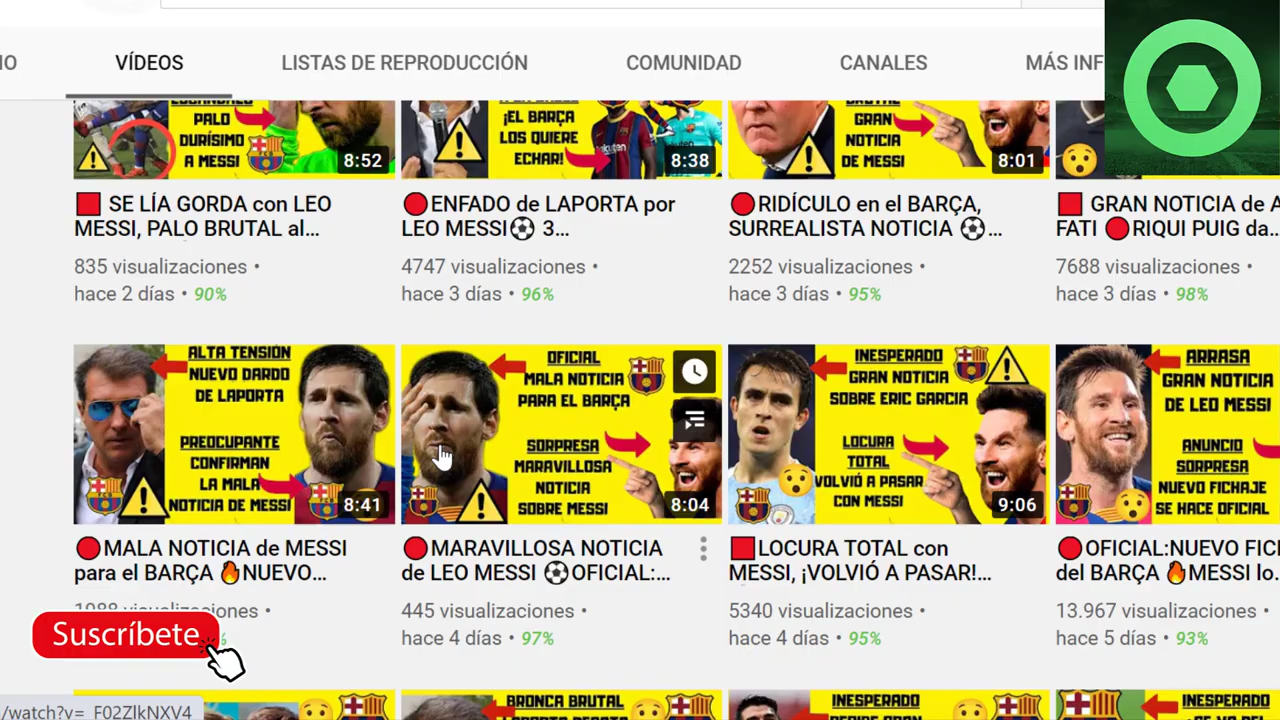 IO
VÍDEOS
LISTAS DE REPRODUCCIÓN
COMUNIDAD
CANALES
MÁS INF
ESCÁNDALO
PALO
DURÍSIMO
A MESSI
8:52
¡EL BARÇA
LOS QUIERE
ECHAR!
8:38
BRUTAL
GRAN
NOTICIA
DE MESSI
8:01
SE LÍA GORDA con LEO
MESSI, PALO BRUTAL al...
835 visualizaciones •
hace 2 días • 90%
🔴ENFADO de LAPORTA por
LEO MESSI⚽ 3...
4747 visualizaciones •
hace 3 días • 96%
🔴RIDÍCULO en el BARÇA,
SURREALISTA NOTICIA ⚽...
2252 visualizaciones •
hace 3 días • 95%
🟥 GRAN NOTICIA de A
FATI 🔴RIQUI PUIG da...
7688 visualizaciones •
hace 3 días • 98%
ALTA TENSIÓN
NUEVO DARDO
DE LAPORTA
PREOCUPANTE
CONFIRMAN
LA MALA
NOTICIA DE MESSI
8:41
OFICIAL
MALA NOTICIA
PARA EL BARÇA
SORPRESA
MARAVILLOSA
NOTICIA
SOBRE MESSI
8:04
INESPERADO
GRAN NOTICIA
SOBRE ERIC GARCIA
LOCURA
TOTAL
VOLVIÓ A PASAR
CON MESSI
9:06
ARRASA
GRAN NOTICIA
DE LEO MESSI
ANUNCIO
SORPRESA
NUEVO FICHAJE
SE HACE OFICIAL
🔴MALA NOTICIA de MESSI
para el BARÇA 🔥NUEVO...
1988 visualizaciones •
🔴MARAVILLOSA NOTICIA
de LEO MESSI ⚽OFICIAL:...
445 visualizaciones •
hace 4 días • 97%
🟥LOCURA TOTAL con
MESSI, ¡VOLVIÓ A PASAR!...
5340 visualizaciones •
hace 4 días • 95%
🔴OFICIAL:NUEVO FICI
del BARÇA 🔥MESSI lo...
13.967 visualizaciones •
hace 5 días • 93%
Suscríbete
BRONCA BRUTAL
INESPERADO
INESPERADO
/watch?v=_F02ZlkNXV4